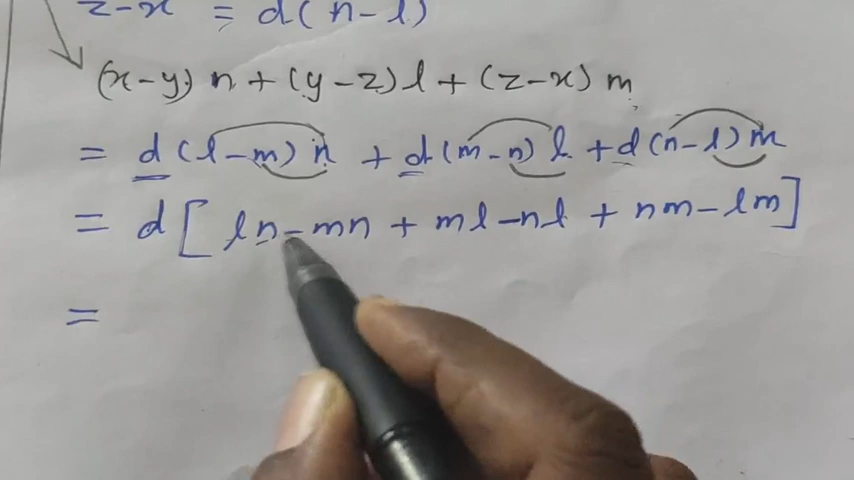 z-x = d(n-l)
(x-y) n + (y-z) l + (z-x) m
= d (l-m) n + d (m-n) l + d (n-l) m
= d [ ln - mn + ml - nl + nm - lm ]
=